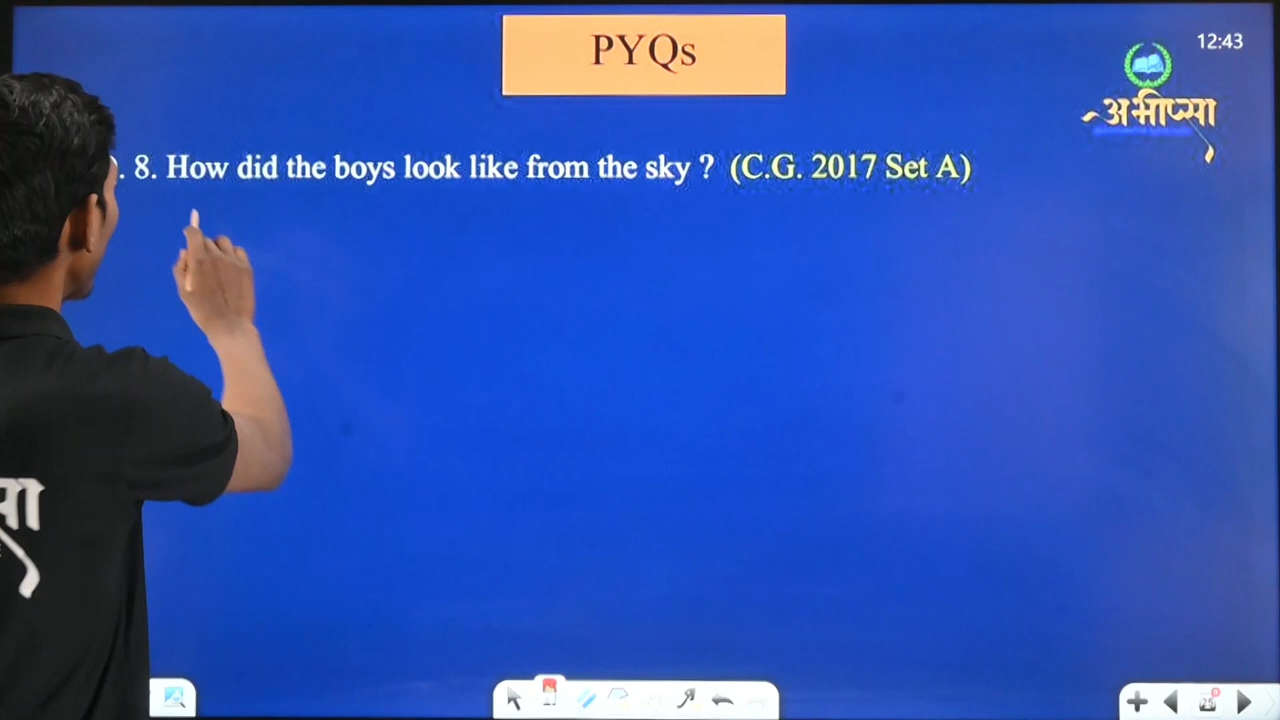 PYQs
12:43
अभीप्सा
. 8. How did the boys look like from the sky ? (C.G. 2017 Set A)